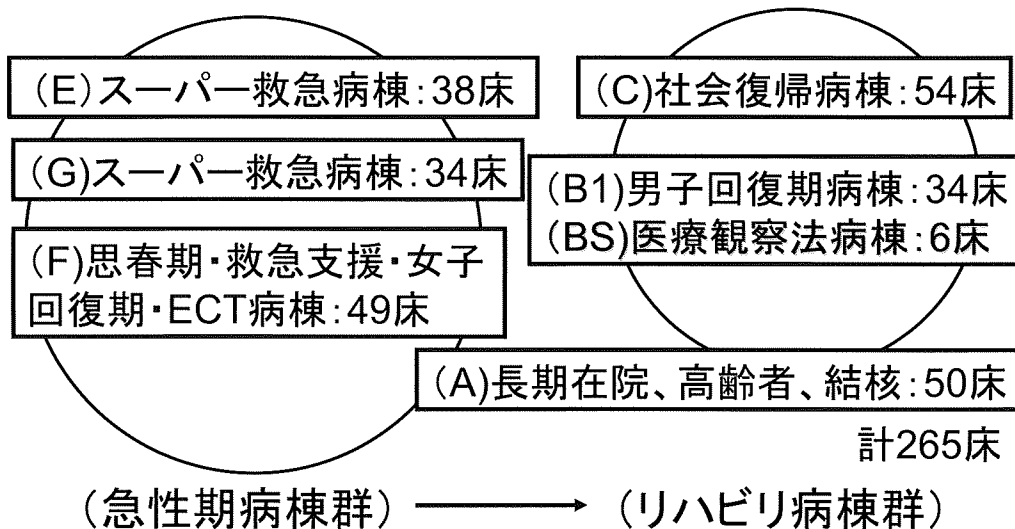 (E)スーパー救急病棟:38床
(G)スーパー救急病棟:34床
(F)思春期・救急支援・女子
回復期・ECT病棟:49床
(C)社会復帰病棟:54床
(B1)男子回復期病棟:34床
(BS)医療観察法病棟:6床
(A)長期在院、高齢者、結核:50床
計265床
(急性期病棟群)
(リハビリ病棟群)